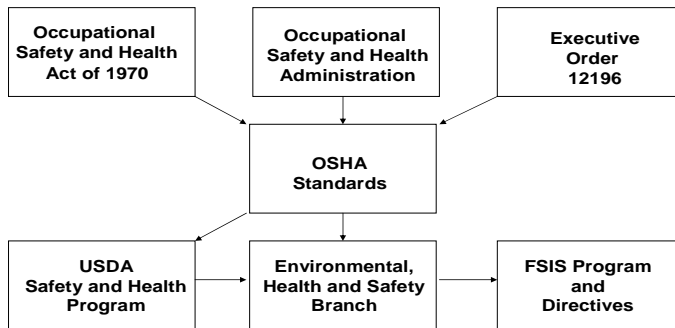 Occupational
Safety and Health
Act of 1970
Occupational
Safety and Health
Administration
Executive
Order
12196
OSHA
Standards
USDA
Safety and Health
Program
Environmental,
Health and Safety
Branch
FSIS Program
and
Directives